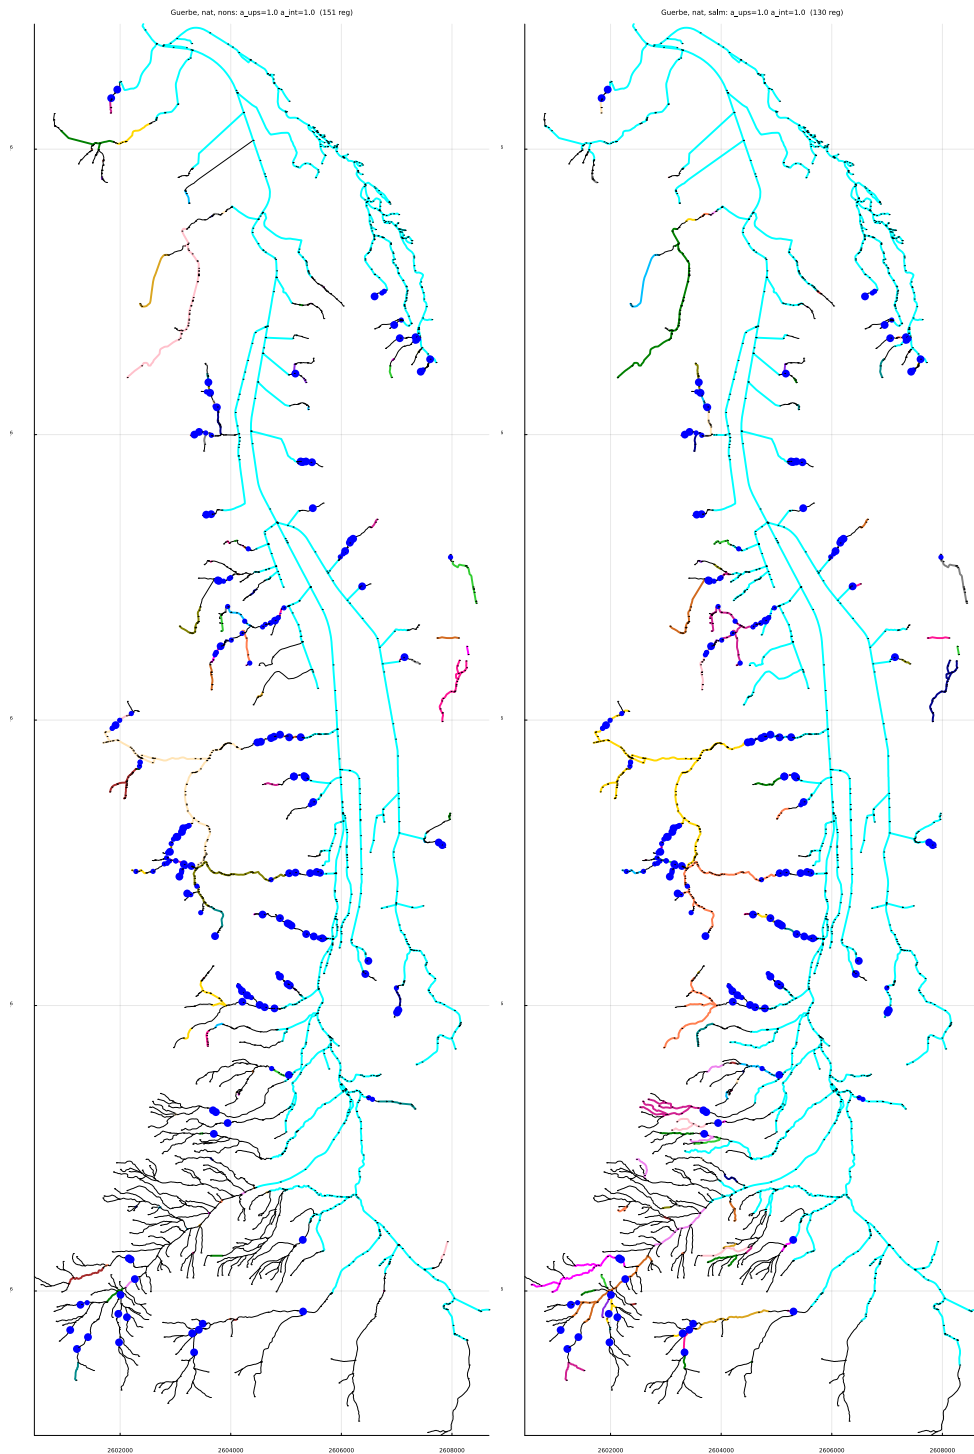 Guerbe, nat, nons: a_ups=1.0 a_int=1.0 (151 reg)
Guerbe, nat, salm: a_ups=1.0 a_int=1.0 (130 reg)
2602000 2604000 2606000 2608000
2602000 2604000 2606000 2608000